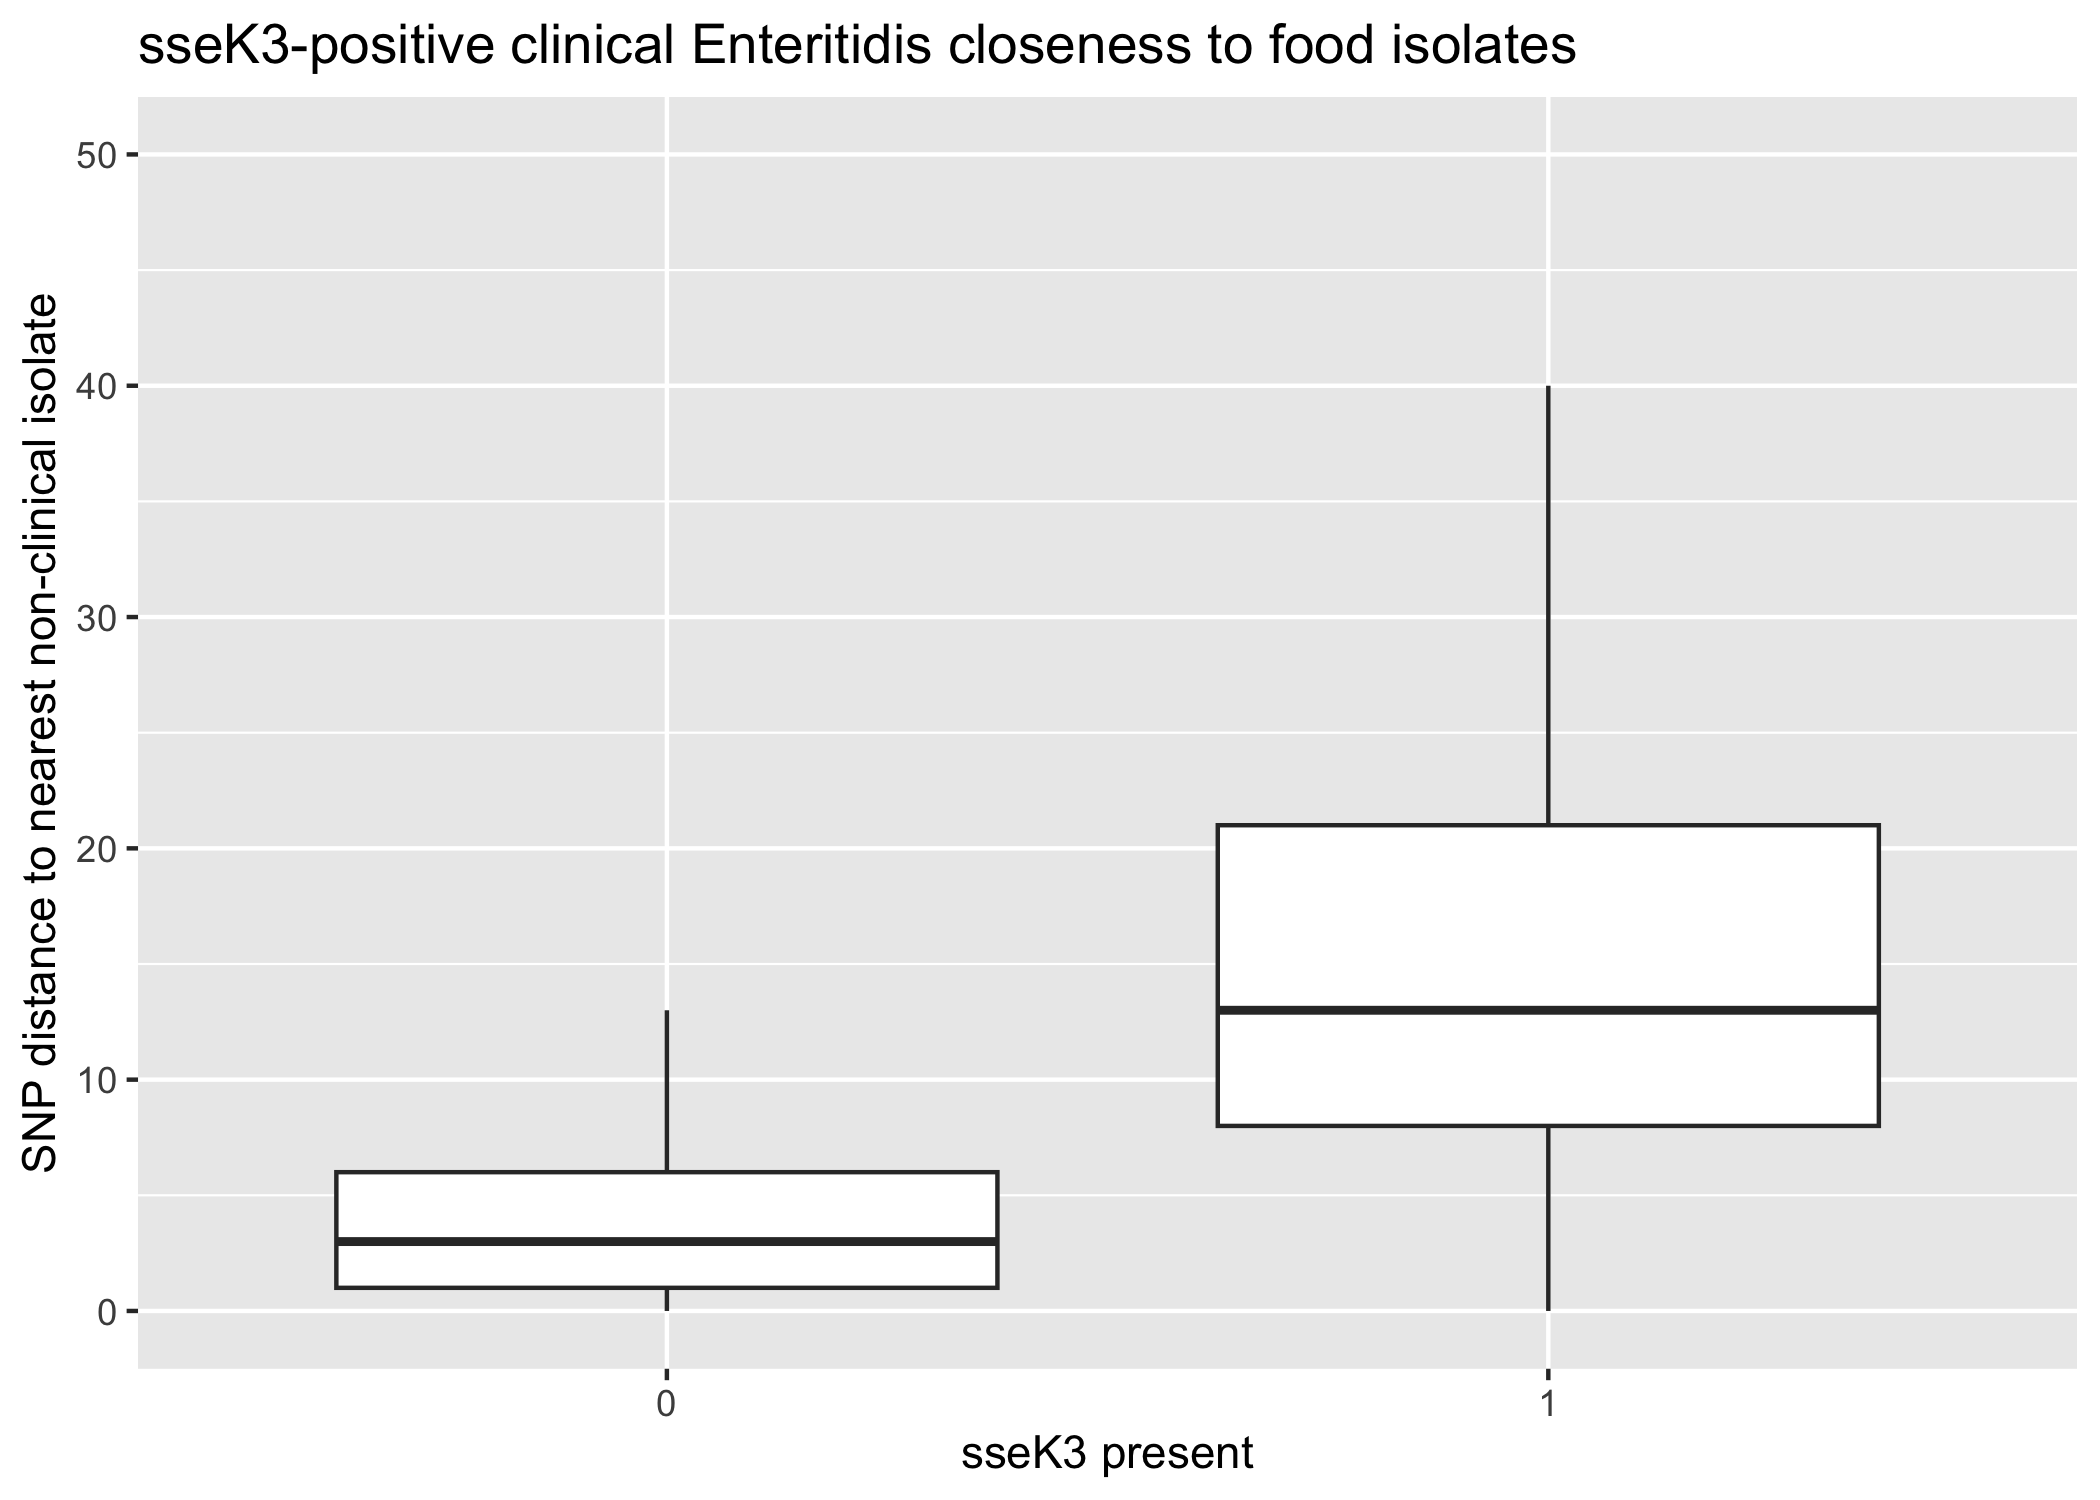 sseK3-positive clinical Enteritidis closeness to food isolates
SNP distance to nearest non-clinical isolate
50
40
30
20
10
0
0
1
sseK3 present